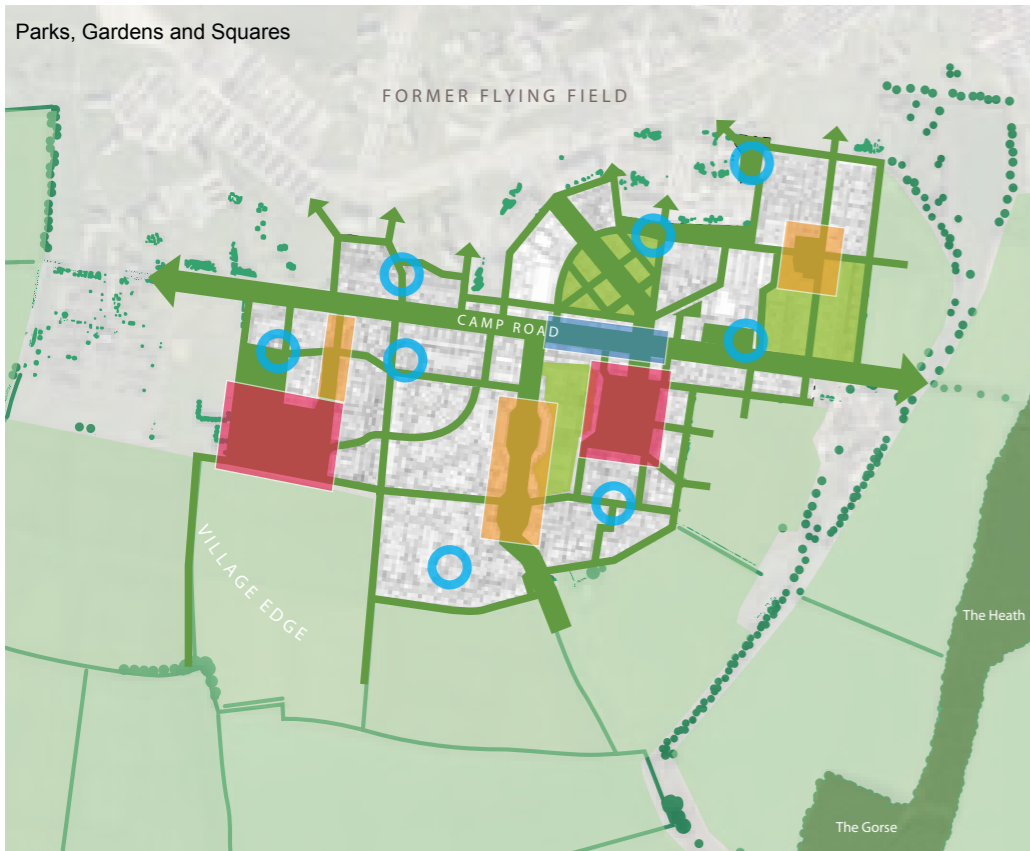 Parks, Gardens and Squares
FORMER FLYING FIELD
CAMP ROAD
VILLAGE EDGE
The Heath
The Gorse